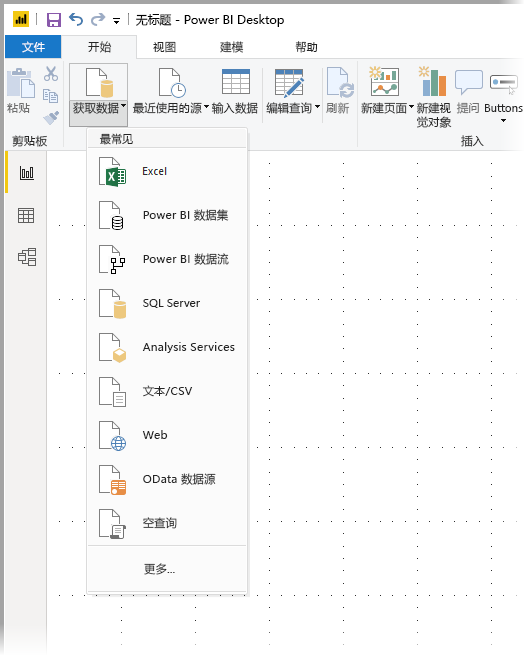 无标题 - Power BI Desktop
文件 开始 视图 建模 帮助
粘贴 获取数据 最近使用的源 输入数据 编辑查询 刷新 新建页面 新建视觉对象 提问 Buttons
剪贴板 插入
最常见
Excel
Power BI 数据集
Power BI 数据流
SQL Server
Analysis Services
文本/CSV
Web
OData 数据源
空查询
更多...